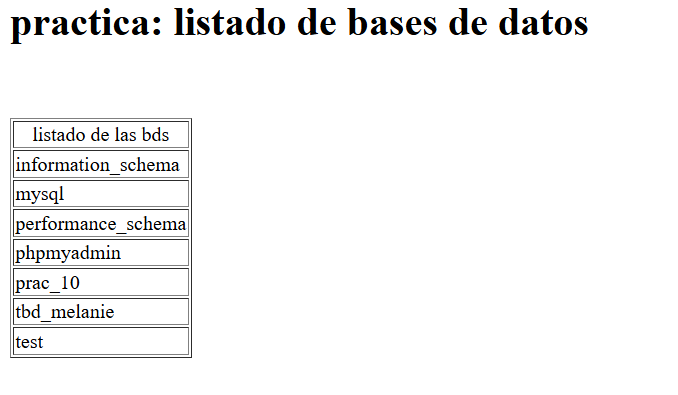 practica: listado de bases de datos
listado de las bds
information_schema
mysql
performance_schema
phpmyadmin
prac_10
tbd_melanie
test